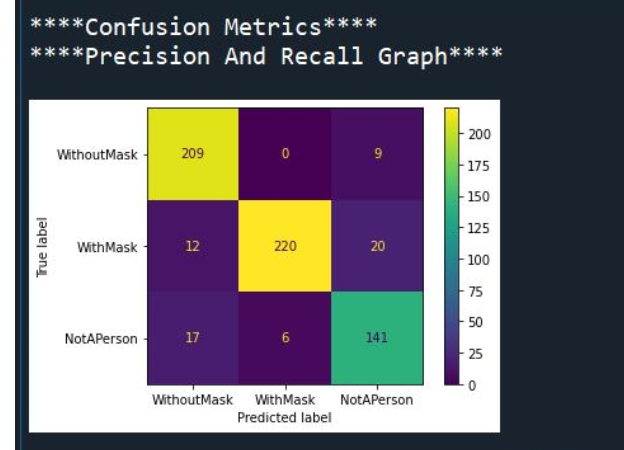 ****Confusion Metrics****
****Precision And Recall Graph****
WithoutMask 209 0 9
WithMask 12 220 20
NotAPerson 17 6 141
True label
WithoutMask WithMask NotAPerson
Predicted label
200
175
150
125
100
75
50
25
0